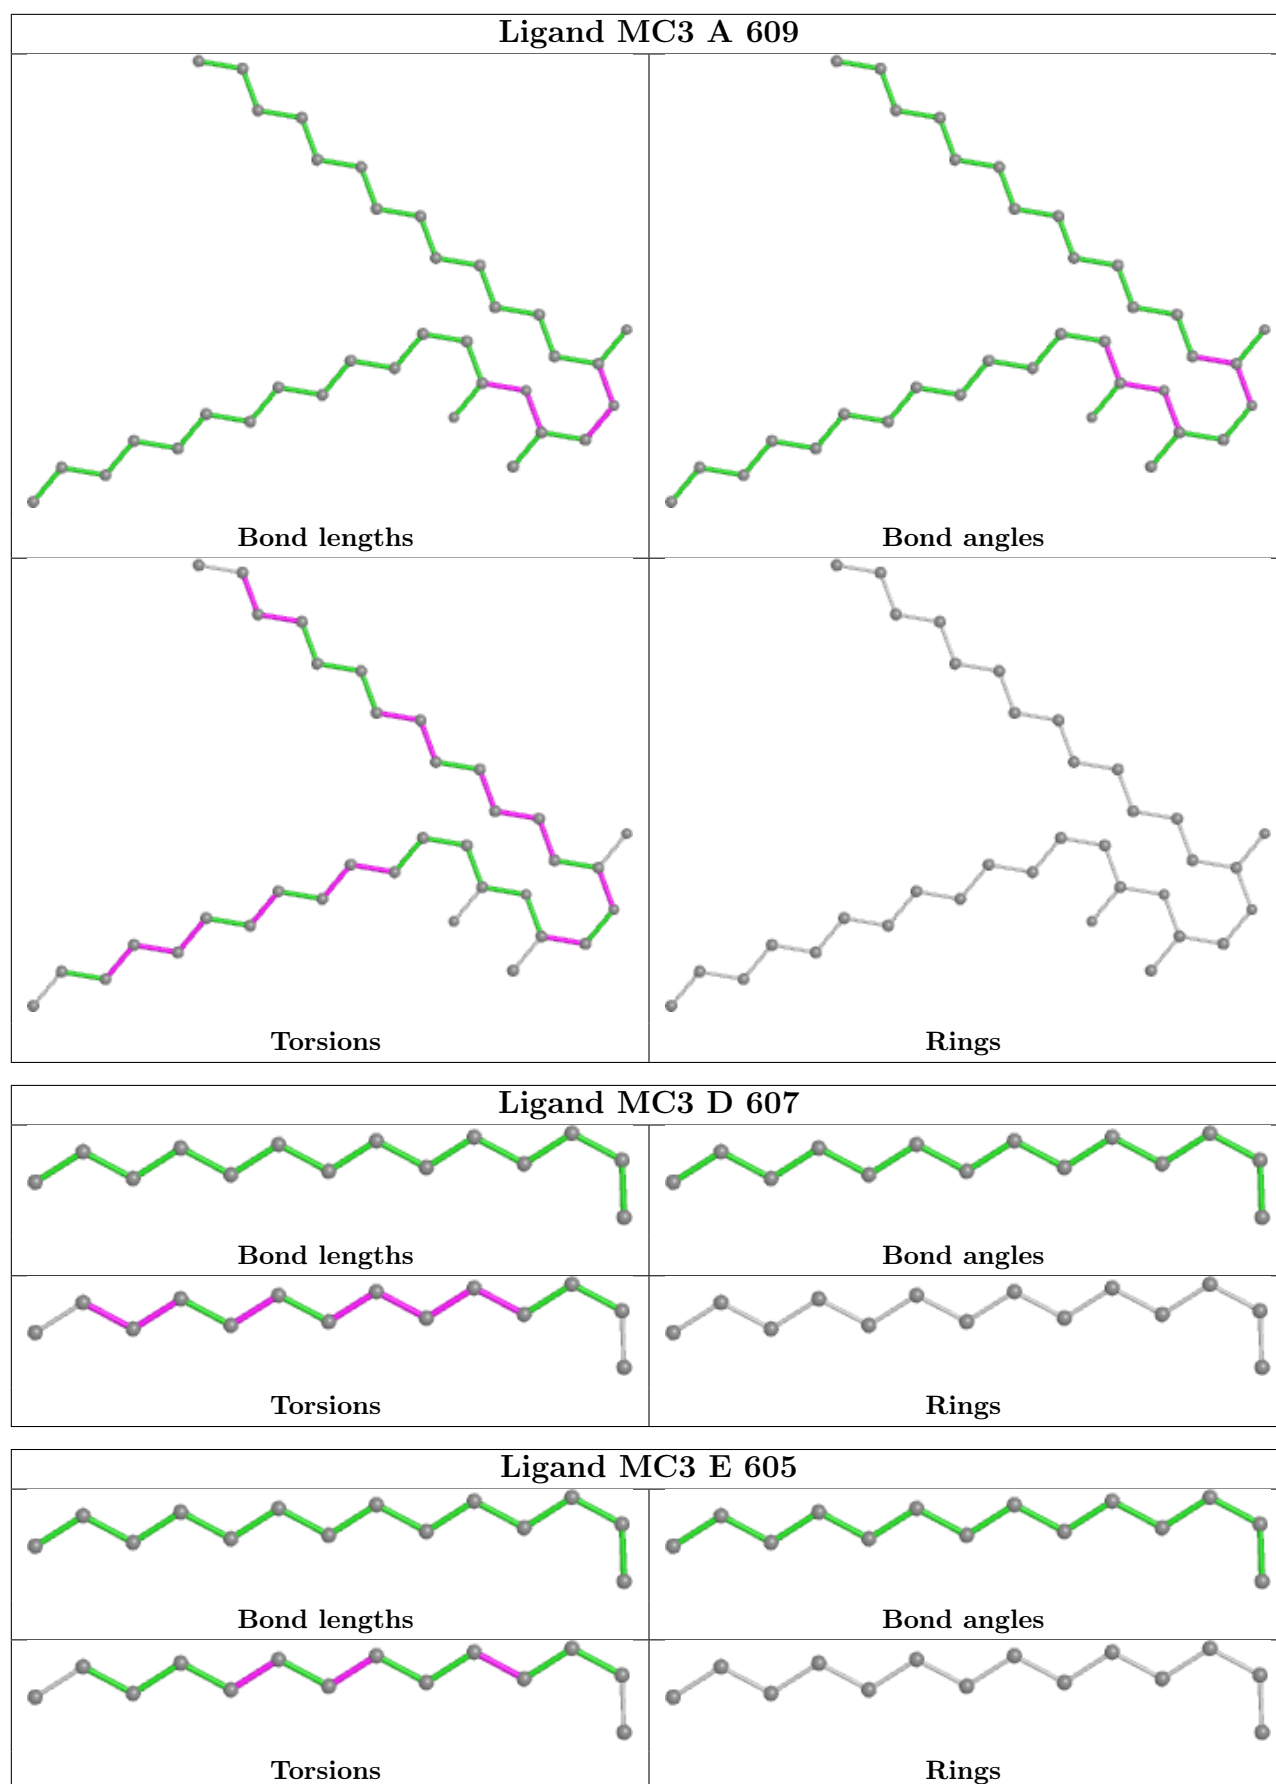 Ligand MC3 A 609
Bond lengths
Bond angles
Torsions
Rings
Ligand MC3 D 607
Bond lengths
Bond angles
Torsions
Rings
Ligand MC3 E 605
Bond lengths
Bond angles
Torsions
Rings